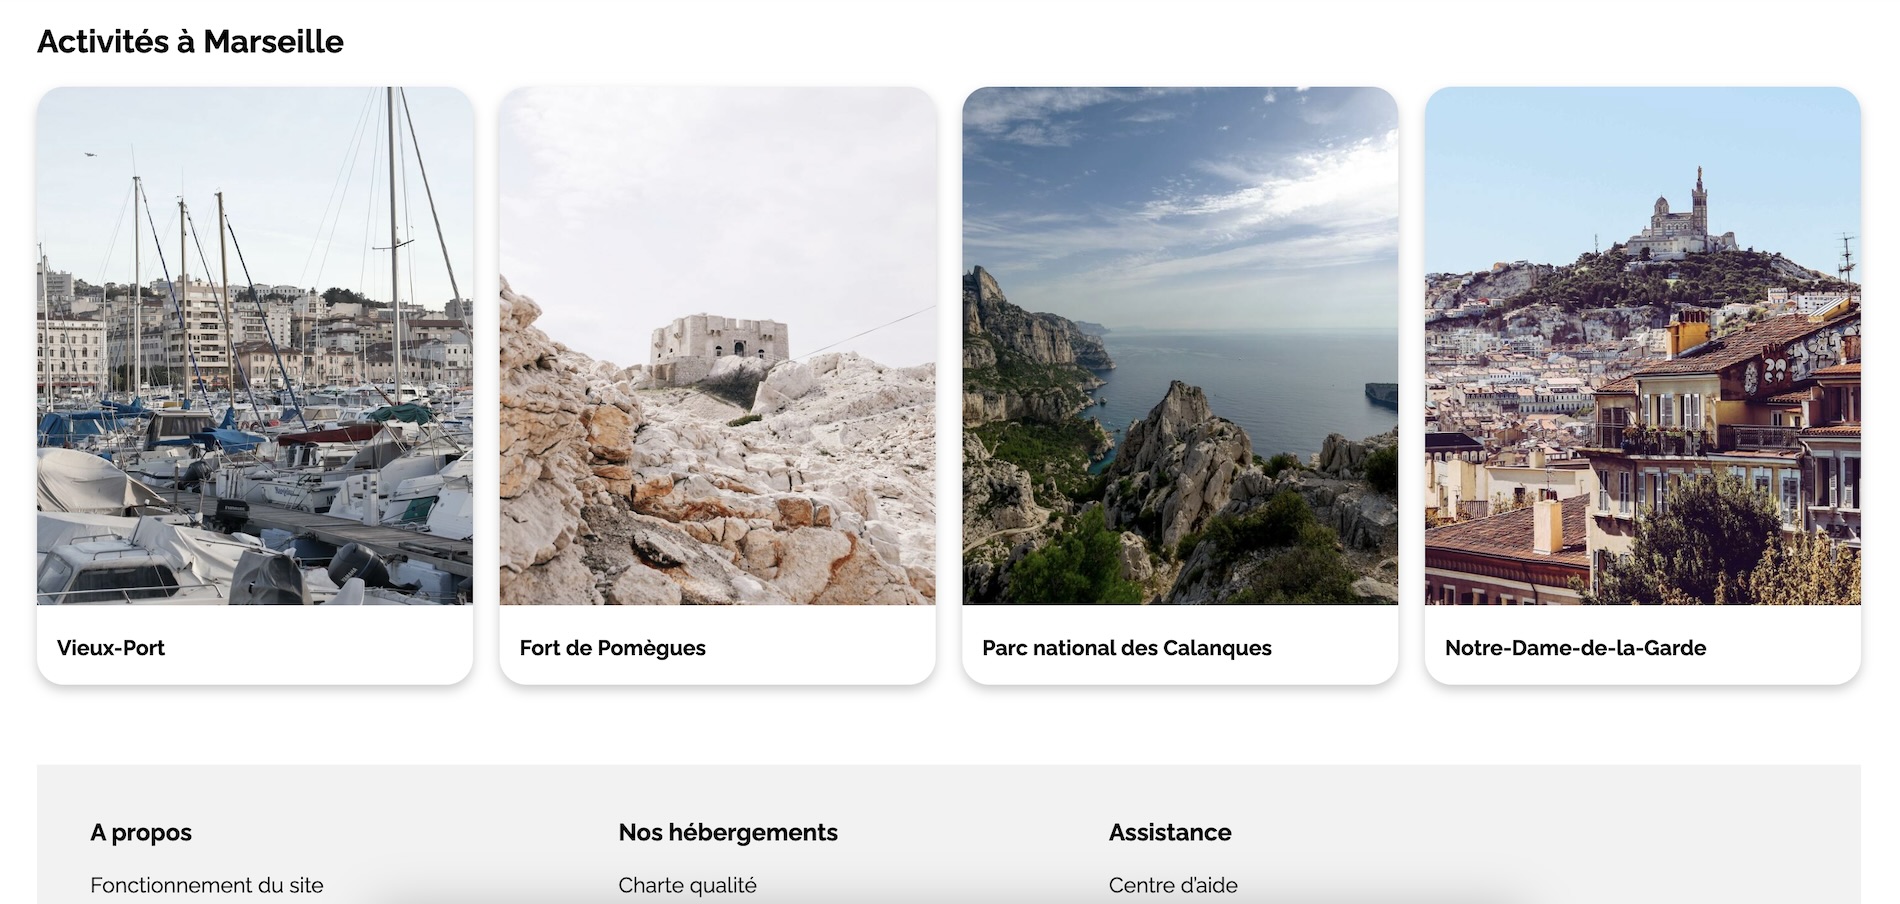 Activités à Marseille
Vieux-Port
Fort de Pomègues
Parc national des Calanques
Notre-Dame-de-la-Garde
A propos
Nos hébergements
Assistance
Fonctionnement du site
Charte qualité
Centre d'aide